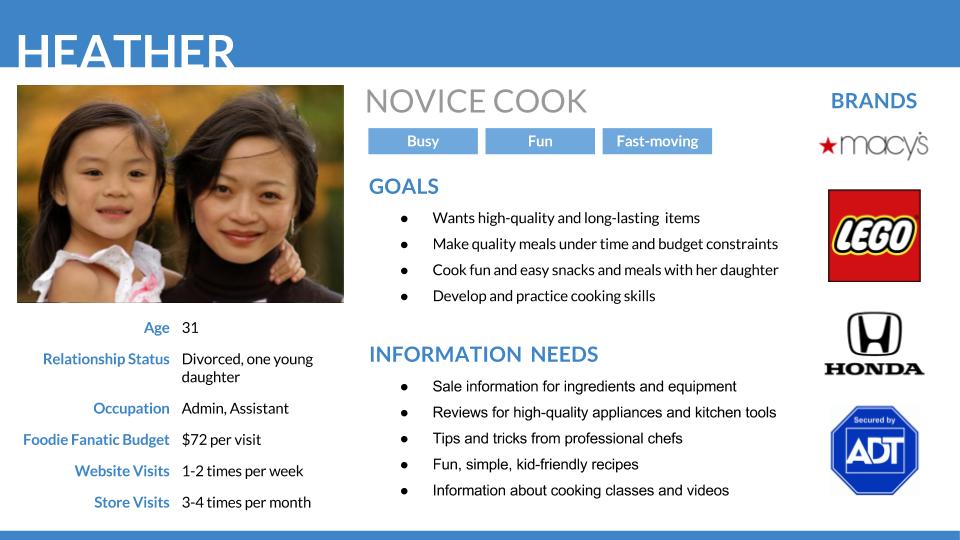 HEATHER
NOVICE COOK
Busy
Fun
Fast-moving
GOALS
● Wants high-quality and long-lasting items
● Make quality meals under time and budget constraints
● Cook fun and easy snacks and meals with her daughter
● Develop and practice cooking skills
INFORMATION NEEDS
● Sale information for ingredients and equipment
● Reviews for high-quality appliances and kitchen tools
● Tips and tricks from professional chefs
● Fun, simple, kid-friendly recipes
● Information about cooking classes and videos
Age 31
Relationship Status Divorced, one young
daughter
Occupation Admin, Assistant
Foodie Fanatic Budget $72 per visit
Website Visits 1-2 times per week
Store Visits 3-4 times per month
BRANDS
macy's
LEGO
HONDA
Secured by
ADT